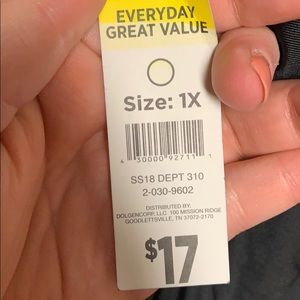 EVERYDAY
GREAT VALUE
Size: 1X
4 30000 92711 1
SS18 DEPT 310
2-030-9602
DISTRIBUTED BY:
DOLGENCORP, LLC 100 MISSION RIDGE
GOODLETTSVILLE, TN 37072-2170
$17